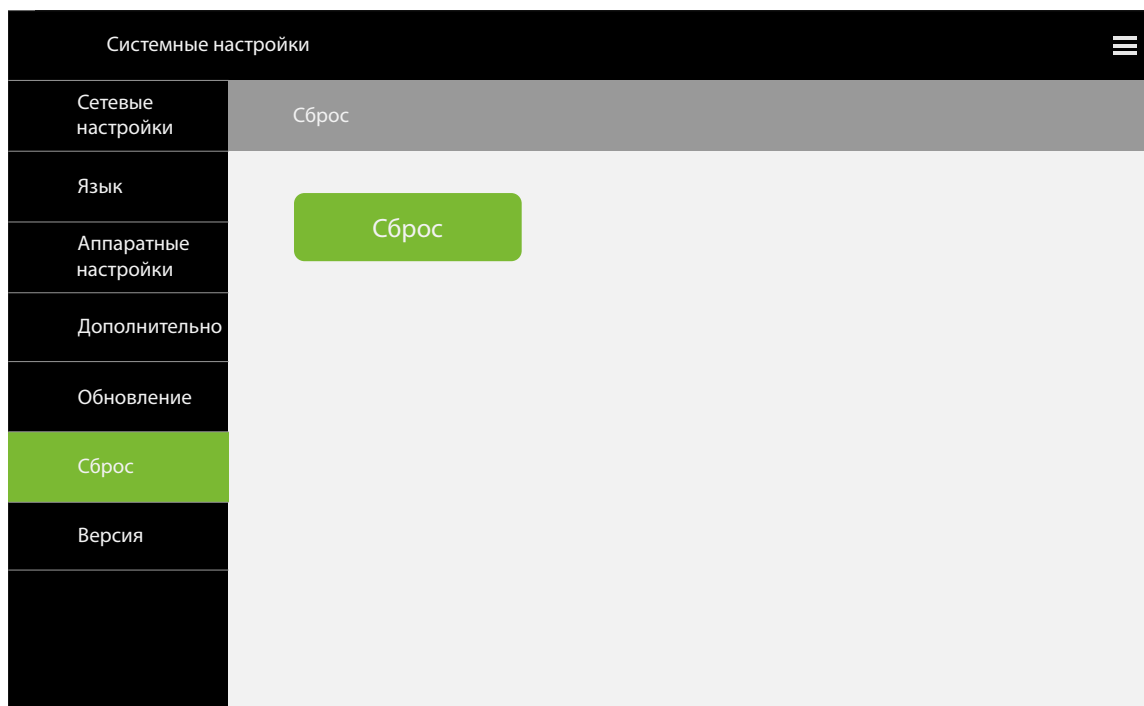 Системные настройки
Сетевые
настройки
Сброс
Язык
Сброс
Аппаратные
настройки
Дополнительно
Обновление
Сброс
Версия